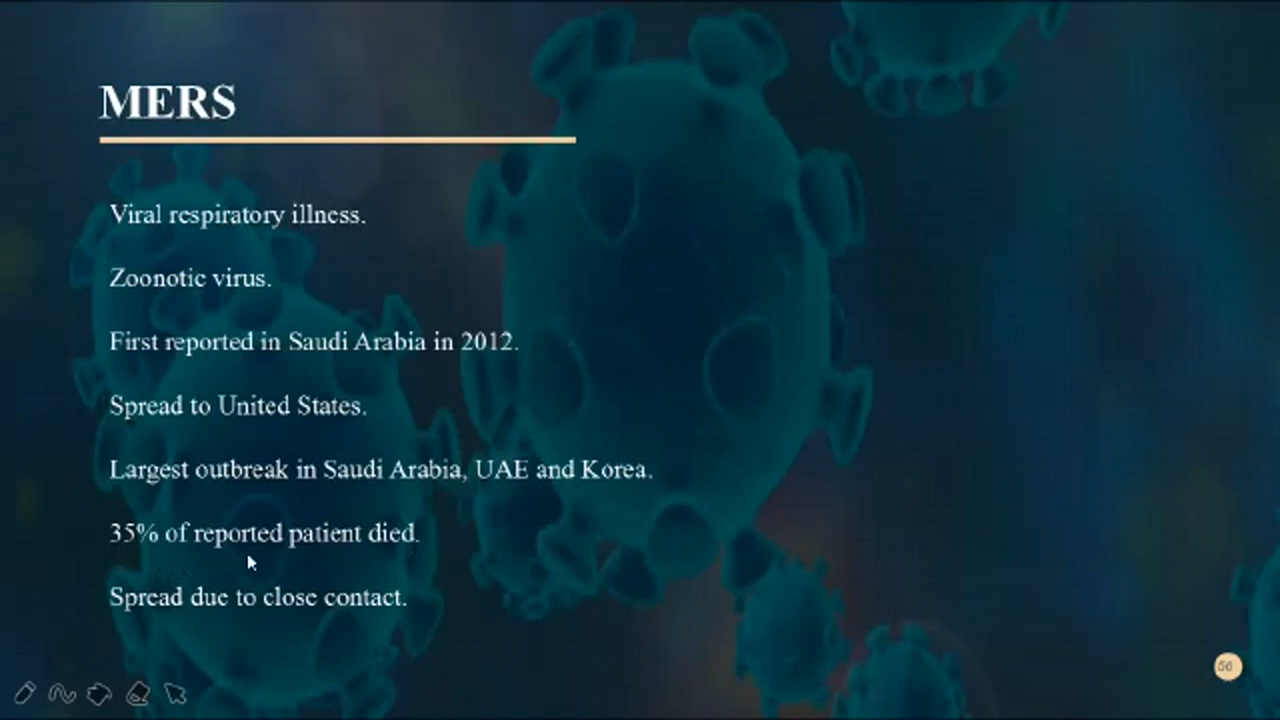 MERS
Viral respiratory illness.
Zoonotic virus.
First reported in Saudi Arabia in 2012.
Spread to United States.
Largest outbreak in Saudi Arabia, UAE and Korea.
35% of reported patient died.
Spread due to close contact.
56